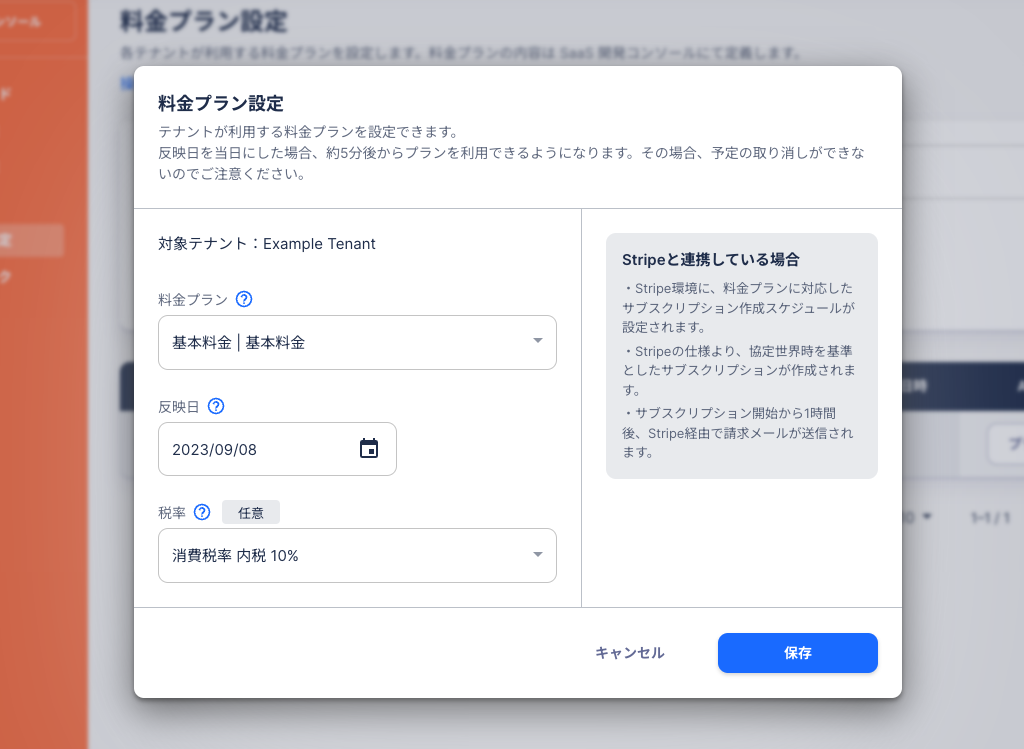 ンソール
料金プラン設定
各テナントが利用する料金プランを設定します。料金プランの内容は SaaS 開発コンソールにて定義します。
料金プラン設定
テナントが利用する料金プランを設定できます。
反映日を当日にした場合、約5分後からプランを利用できるようになります。その場合、予定の取り消しができな
いのでご注意ください。
対象テナント：Example Tenant
料金プラン
基本料金 | 基本料金
反映日
2023/09/08
税率 任意
消費税率 内税 10%
Stripeと連携している場合
・Stripe環境に、料金プランに対応した
サブスクリプション作成スケジュールが
設定されます。
・Stripeの仕様より、協定世界時を基準
としたサブスクリプションが作成されま
す。
・サブスクリプション開始から1時間
後、Stripe経由で請求メールが送信され
ます。
キャンセル
保存
1–1 / 1